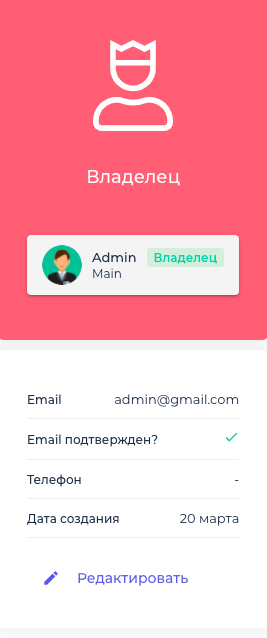 Владелец
Admin Владелец
Main
Email admin@gmail.com
Email подтвержден?
Телефон -
Дата создания 20 марта
Редактировать